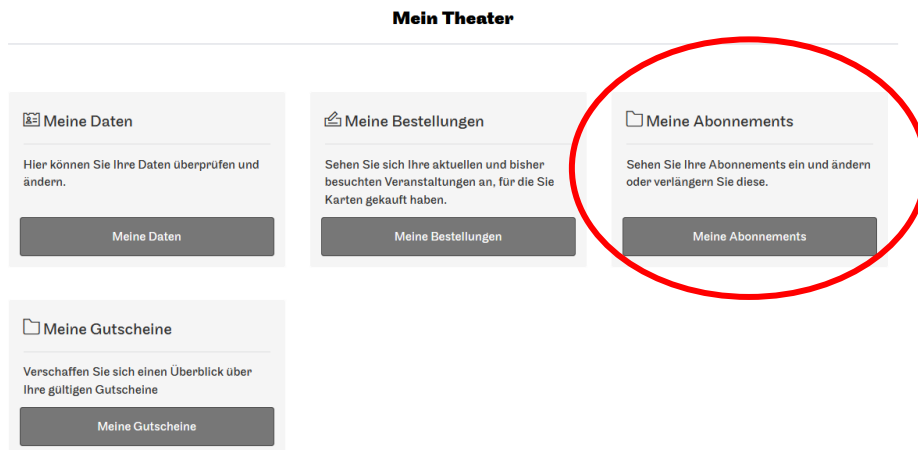 Mein Theater
Meine Daten
Hier können Sie Ihre Daten überprüfen und
ändern.
Meine Daten
Meine Bestellungen
Sehen Sie sich Ihre aktuellen und bisher
besuchten Veranstaltungen an, für die Sie
Karten gekauft haben.
Meine Bestellungen
Meine Abonnements
Sehen Sie Ihre Abonnements ein und ändern
oder verlängern Sie diese.
Meine Abonnements
Meine Gutscheine
Verschaffen Sie sich einen Überblick über
Ihre gültigen Gutscheine
Meine Gutscheine